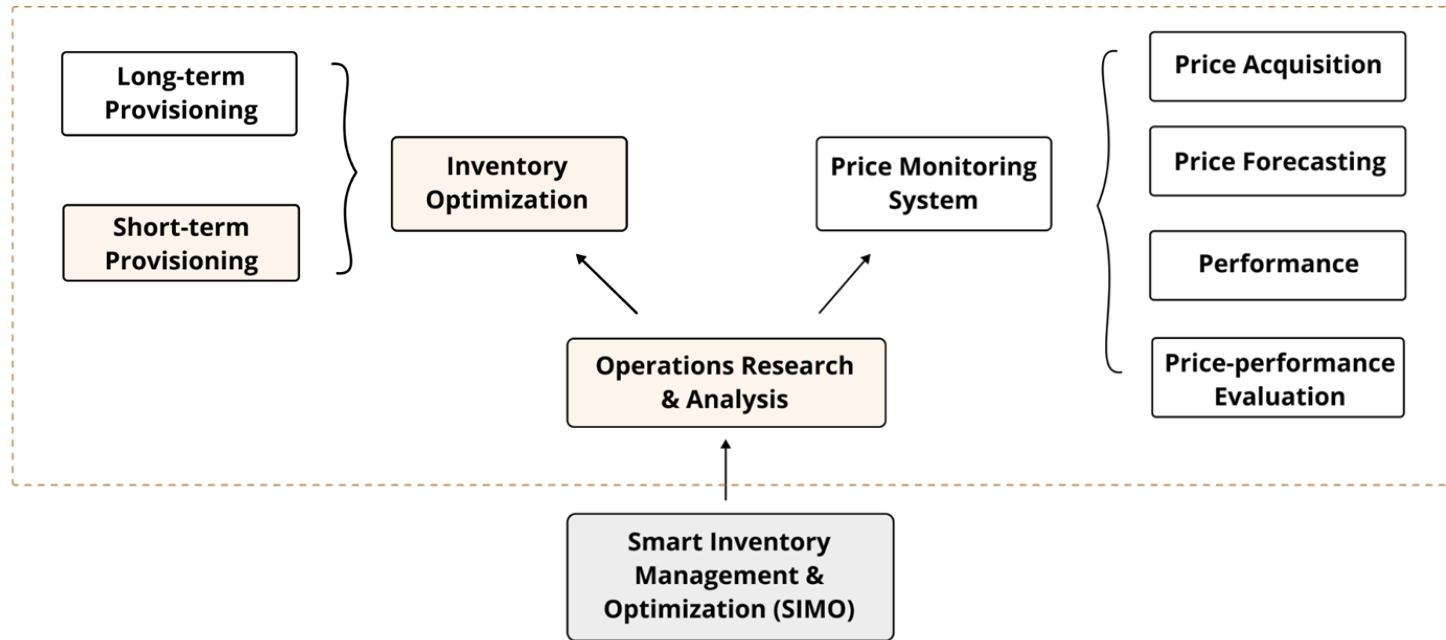 Long-term
Provisioning
Short-term
Provisioning
Inventory
Optimization
Price Monitoring
System
Price Acquisition
Price Forecasting
Performance
Price-performance
Evaluation
Operations Research
& Analysis
Smart Inventory
Management &
Optimization (SIMO)